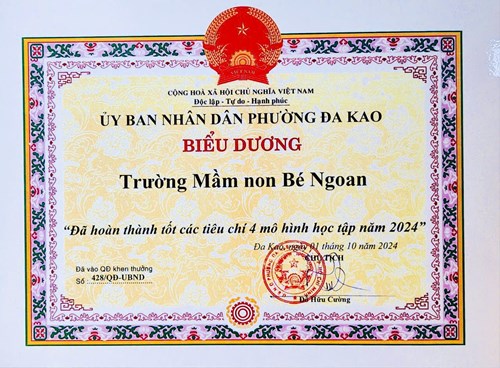 CỘNG HOÀ XÃ HỘI CHỦ NGHĨA VIỆT NAM
Độc lập - Tự do - Hạnh phúc
ỦY BAN NHÂN DÂN PHƯỜNG ĐA KAO
BIỂU DƯƠNG
Trường Mầm non Bé Ngoan
“Đã hoàn thành tốt các tiêu chí 4 mô hình học tập năm 2024”
Đa Kao, ngày 01 tháng 10 năm 2024
CHỦ TỊCH
Đã vào QĐ khen thưởng
Số 428/QĐ-UBND
Đỗ Hữu Cường